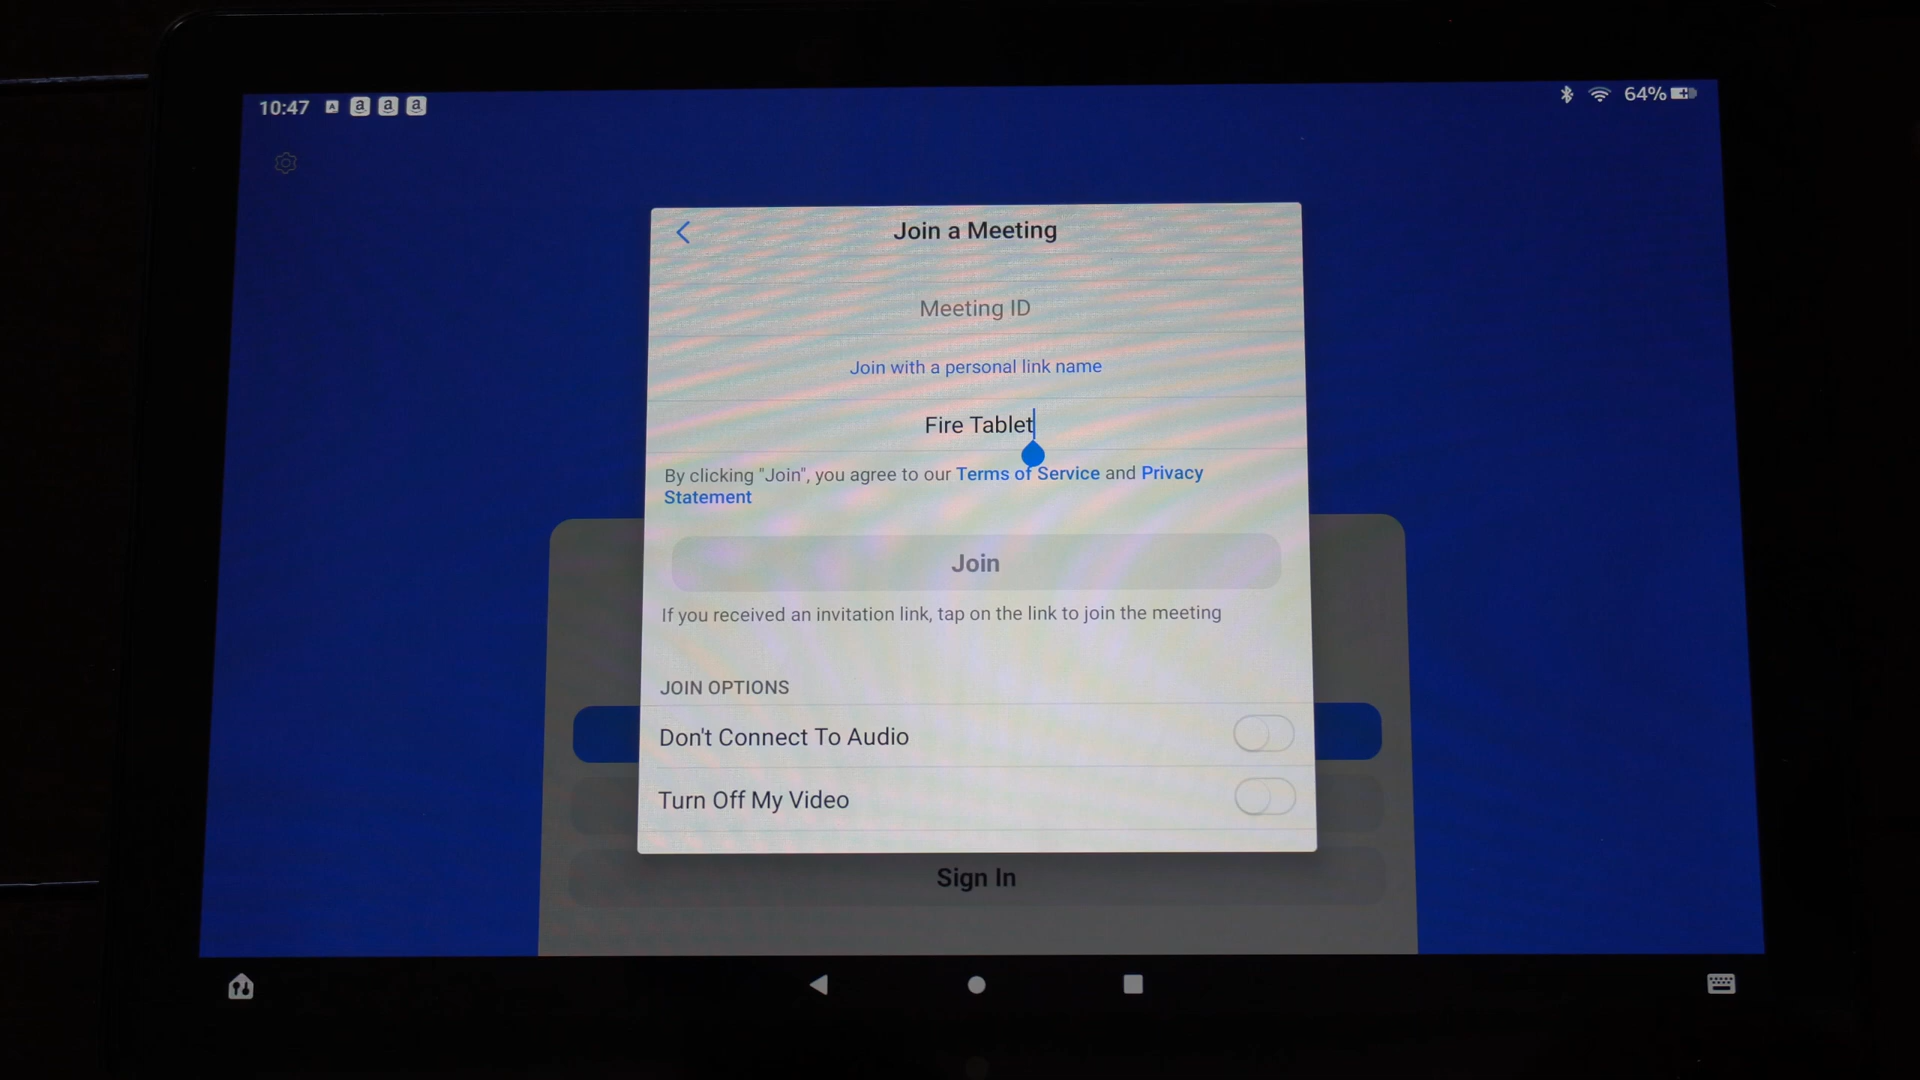 10:47
64%
Join a Meeting
Meeting ID
Join with a personal link name
Fire Tablet
By clicking "Join", you agree to our Terms of Service and Privacy
Statement
Join
If you received an invitation link, tap on the link to join the meeting
JOIN OPTIONS
Don't Connect To Audio
Turn Off My Video
Sign In